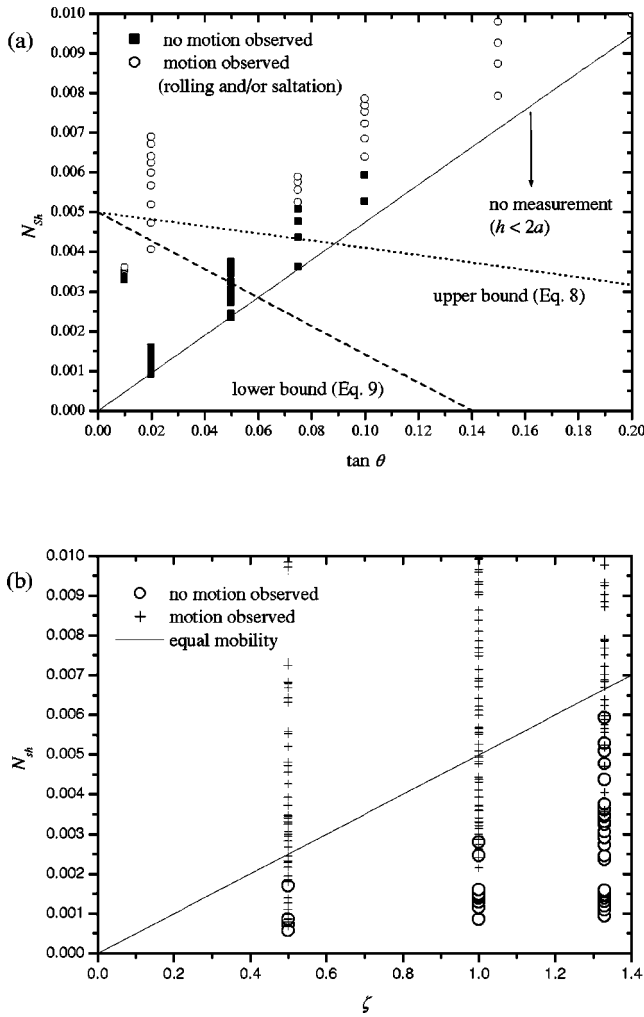 (a)
0.010
0.009
0.008
0.007
0.006
0.005
0.004
0.003
0.002
0.001
0.000
N_Sh
no motion observed
motion observed
(rolling and/or saltation)
no measurement
(h < 2a)
upper bound (Eq. 8)
lower bound (Eq. 9)
0.00 0.02 0.04 0.06 0.08 0.10 0.12 0.14 0.16 0.18 0.20
tan θ
(b)
0.010
0.009
0.008
0.007
0.006
0.005
0.004
0.003
0.002
0.001
0.000
N_sh
no motion observed
motion observed
equal mobility
0.0 0.2 0.4 0.6 0.8 1.0 1.2 1.4
ζ